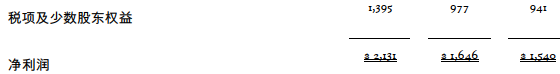 税项及少数股东权益 1,395 977 941
净利润 $ 2,131 $ 1,646 $ 1,540